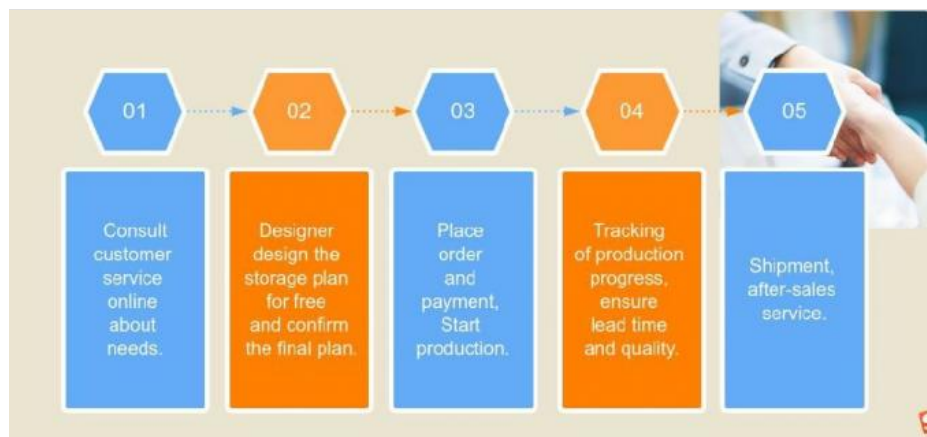 01
02
03
04
05
Consult
customer
service
online
about
needs.
Designer
design the
storage plan
for free
and confirm
the final plan.
Place
order
and
payment,
Start
production.
Tracking
of production
progress,
ensure
lead time
and quality.
Shipment,
after-sales
service.